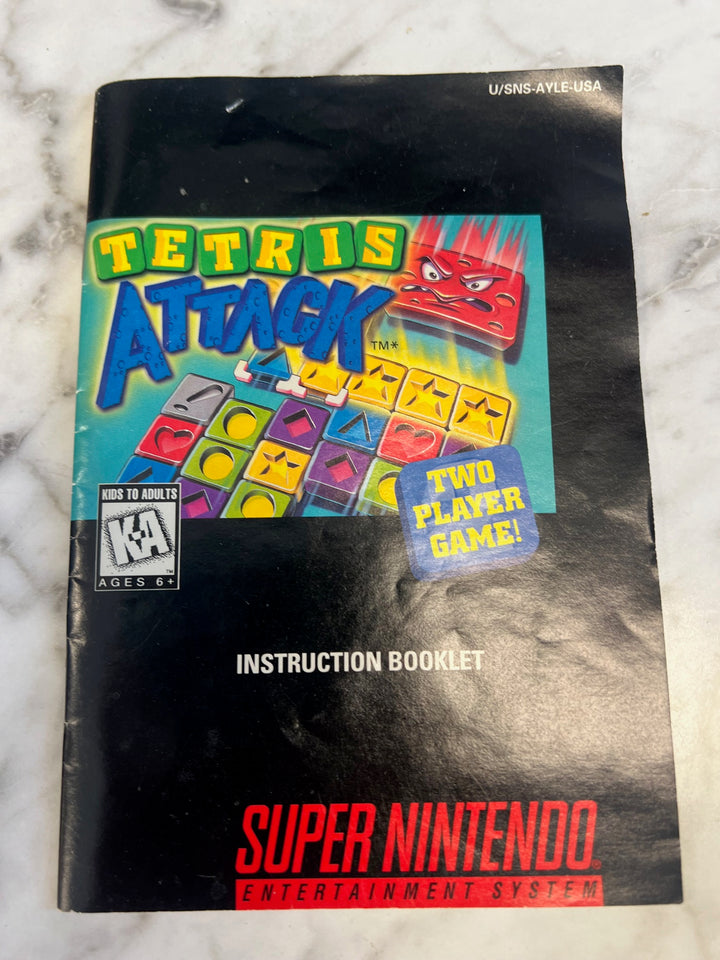 U/SNS-AYLE-USA
TETRIS
ATTACK
TM*
TWO
PLAYER
GAME!
KIDS TO ADULTS
K-A
TM
AGES 6+
INSTRUCTION BOOKLET
SUPER NINTENDO
ENTERTAINMENT SYSTEM